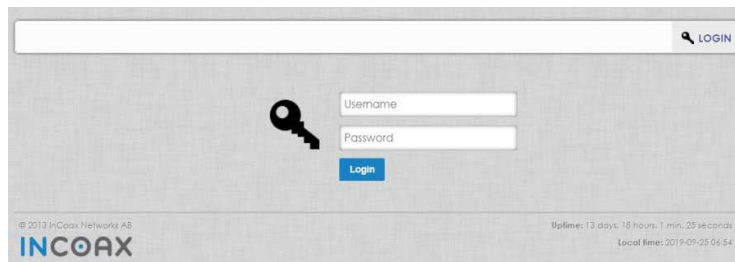 LOGIN
Username
Password
Login
© 2013 InCoax Networks AB
INCOAX
Uptime: 13 days, 18 hours, 1 min, 25 seconds
Local time: 2019-09-25 06:54